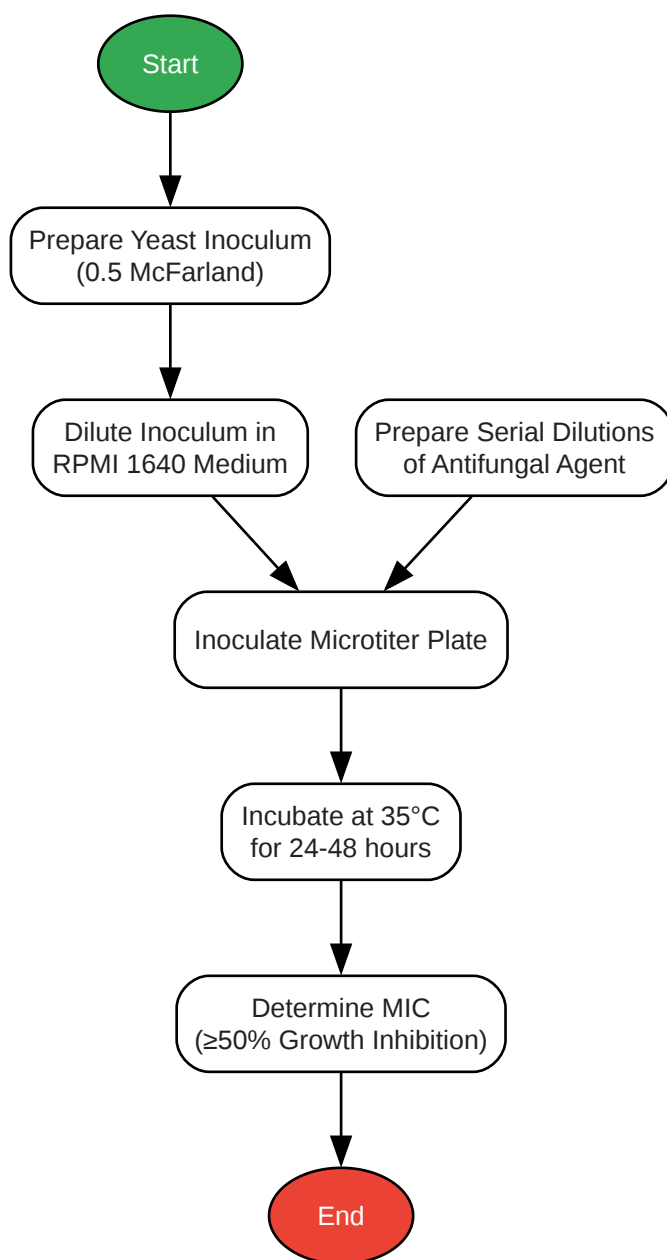 Start
Prepare Yeast Inoculum
(0.5 McFarland)
Dilute Inoculum in
RPMI 1640 Medium
Prepare Serial Dilutions
of Antifungal Agent
Inoculate Microtiter Plate
Incubate at 35°C
for 24-48 hours
Determine MIC
(≥50% Growth Inhibition)
End